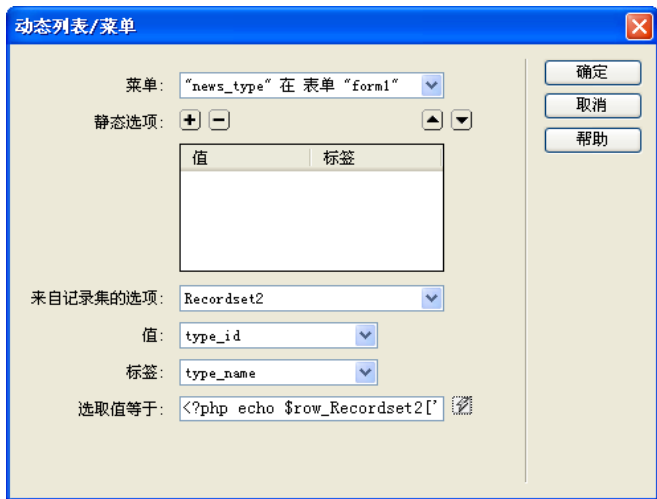 动态列表/菜单
菜单: "news_type" 在 表单 "form1"
确定
取消
帮助
静态选项:
值 标签
来自记录集的选项: Recordset2
值: type_id
标签: type_name
选取值等于: <?php echo $row_Recordset2['